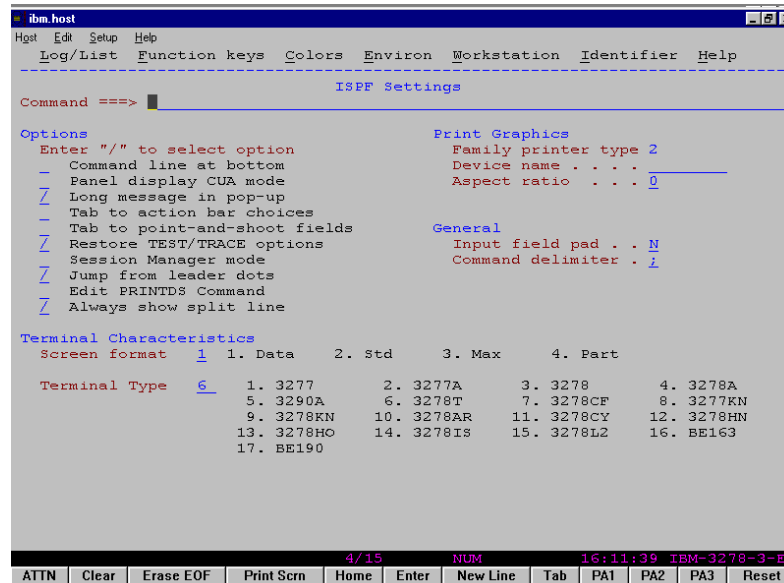 ibm.host
Host Edit Setup Help
Log/List Function keys Colors Environ Workstation Identifier Help
ISPF Settings
Command ===>
Options Print Graphics
Enter "/" to select option Family printer type 2
_ Command line at bottom Device name . . . .
_ Panel display CUA mode Aspect ratio . . . 0
/ Long message in pop-up
_ Tab to action bar choices
_ Tab to point-and-shoot fields General
/ Restore TEST/TRACE options Input field pad . . N
_ Session Manager mode Command delimiter . ;
/ Jump from leader dots
_ Edit PRINTDS Command
/ Always show split line
Terminal Characteristics
Screen format 1 1. Data 2. Std 3. Max 4. Part
Terminal Type 6 1. 3277 2. 3277A 3. 3278 4. 3278A
5. 3290A 6. 3278T 7. 3278CF 8. 3277KN
9. 3278KN 10. 3278AR 11. 3278CY 12. 3278HN
13. 3278HO 14. 3278IS 15. 3278L2 16. BE163
17. BE190
4/15 NUM 16:11:39 IBM-3278-3-E
ATTN Clear Erase EOF Print Scrn Home Enter New Line Tab PA1 PA2 PA3 Reset